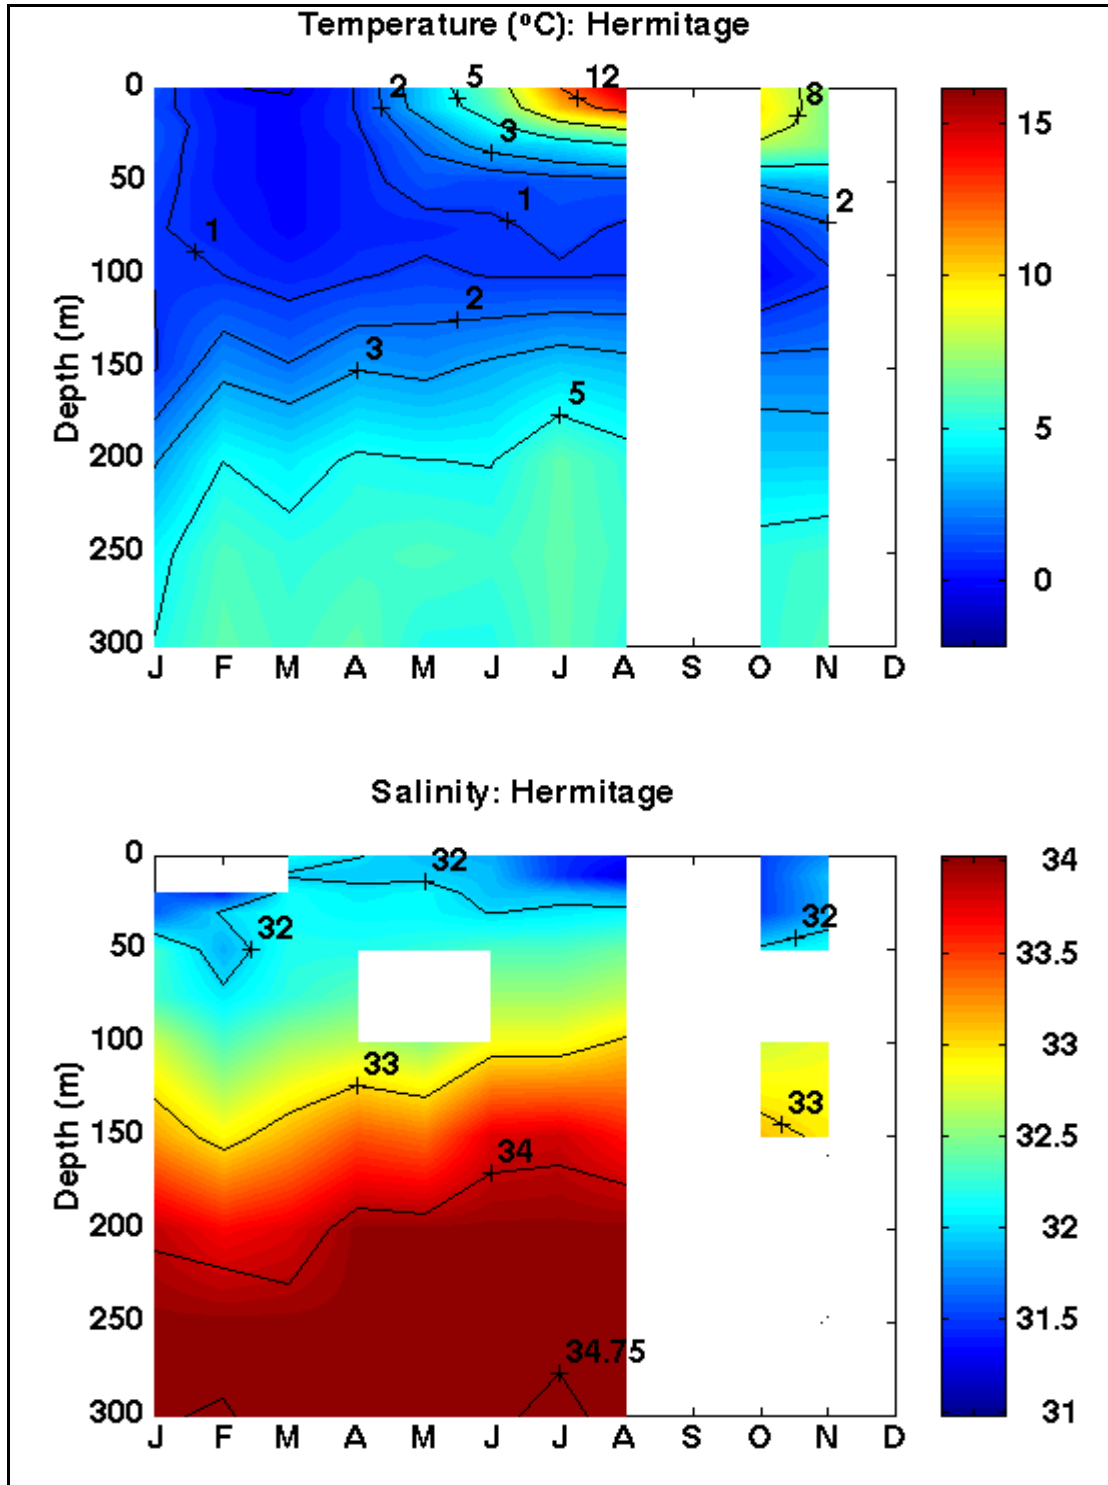 Temperature (ºC): Hermitage
2 5 12
0 8 15
3
50
1 1 2
100 10
2
Depth (m)
150 3
5 5
200
250
0
300
J F M A M J J A S O N D
Salinity: Hermitage
0 32 34
32 32
50 33.5
100
33 33 33
Depth (m)
150 34 32.5
200 32
250 31.5
34.75
300 31
J F M A M J J A S O N D